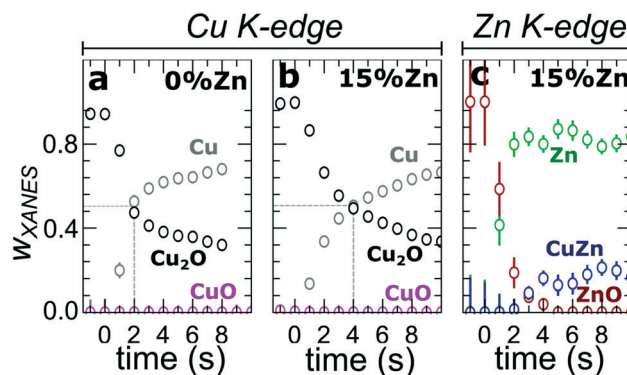 Cu K-edge
Zn K-edge
a
0%Zn
b
15%Zn
c
15%Zn
0.8
0.4
0.0
wXANES
Cu
Cu₂O
CuO
Cu
Cu₂O
CuO
Zn
CuZn
ZnO
0 2 4 6 8
0 2 4 6 8
0 2 4 6 8
time (s)
time (s)
time (s)